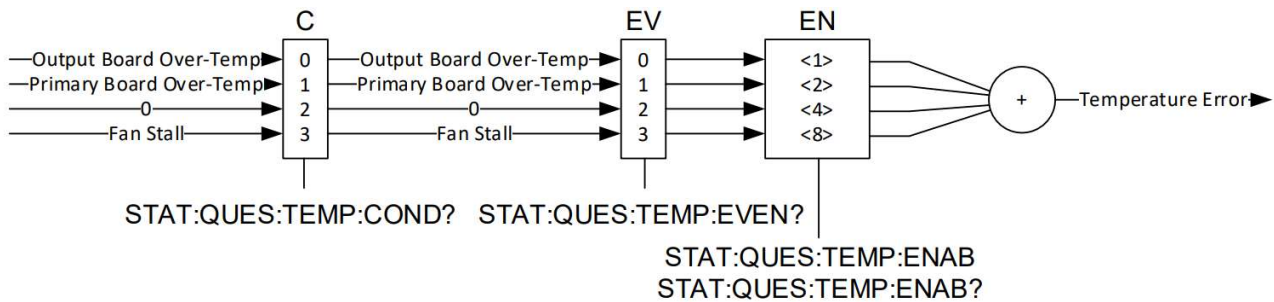 C EV EN
Output Board Over-Temp 0 Output Board Over-Temp 0 <1>
Primary Board Over-Temp 1 Primary Board Over-Temp 1 <2>
0 2 0 2 <4>
Fan Stall 3 Fan Stall 3 <8>
+ Temperature Error
STAT:QUES:TEMP:COND? STAT:QUES:TEMP:EVEN?
STAT:QUES:TEMP:ENAB
STAT:QUES:TEMP:ENAB?